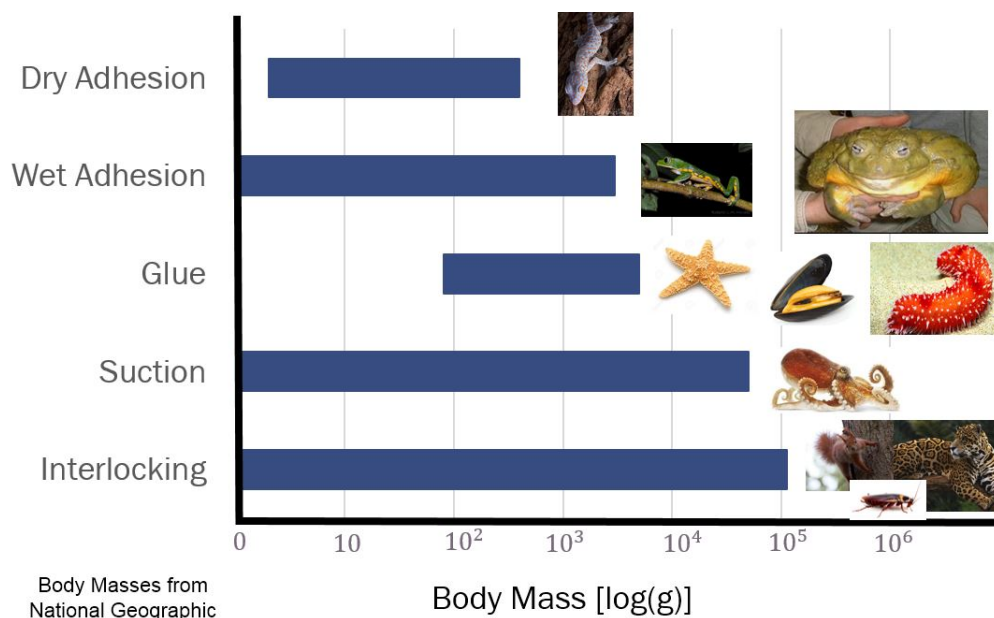 Dry Adhesion
Wet Adhesion
Glue
Suction
Interlocking
0 10 10² 10³ 10⁴ 10⁵ 10⁶
Body Masses from
National Geographic
Body Mass [log(g)]